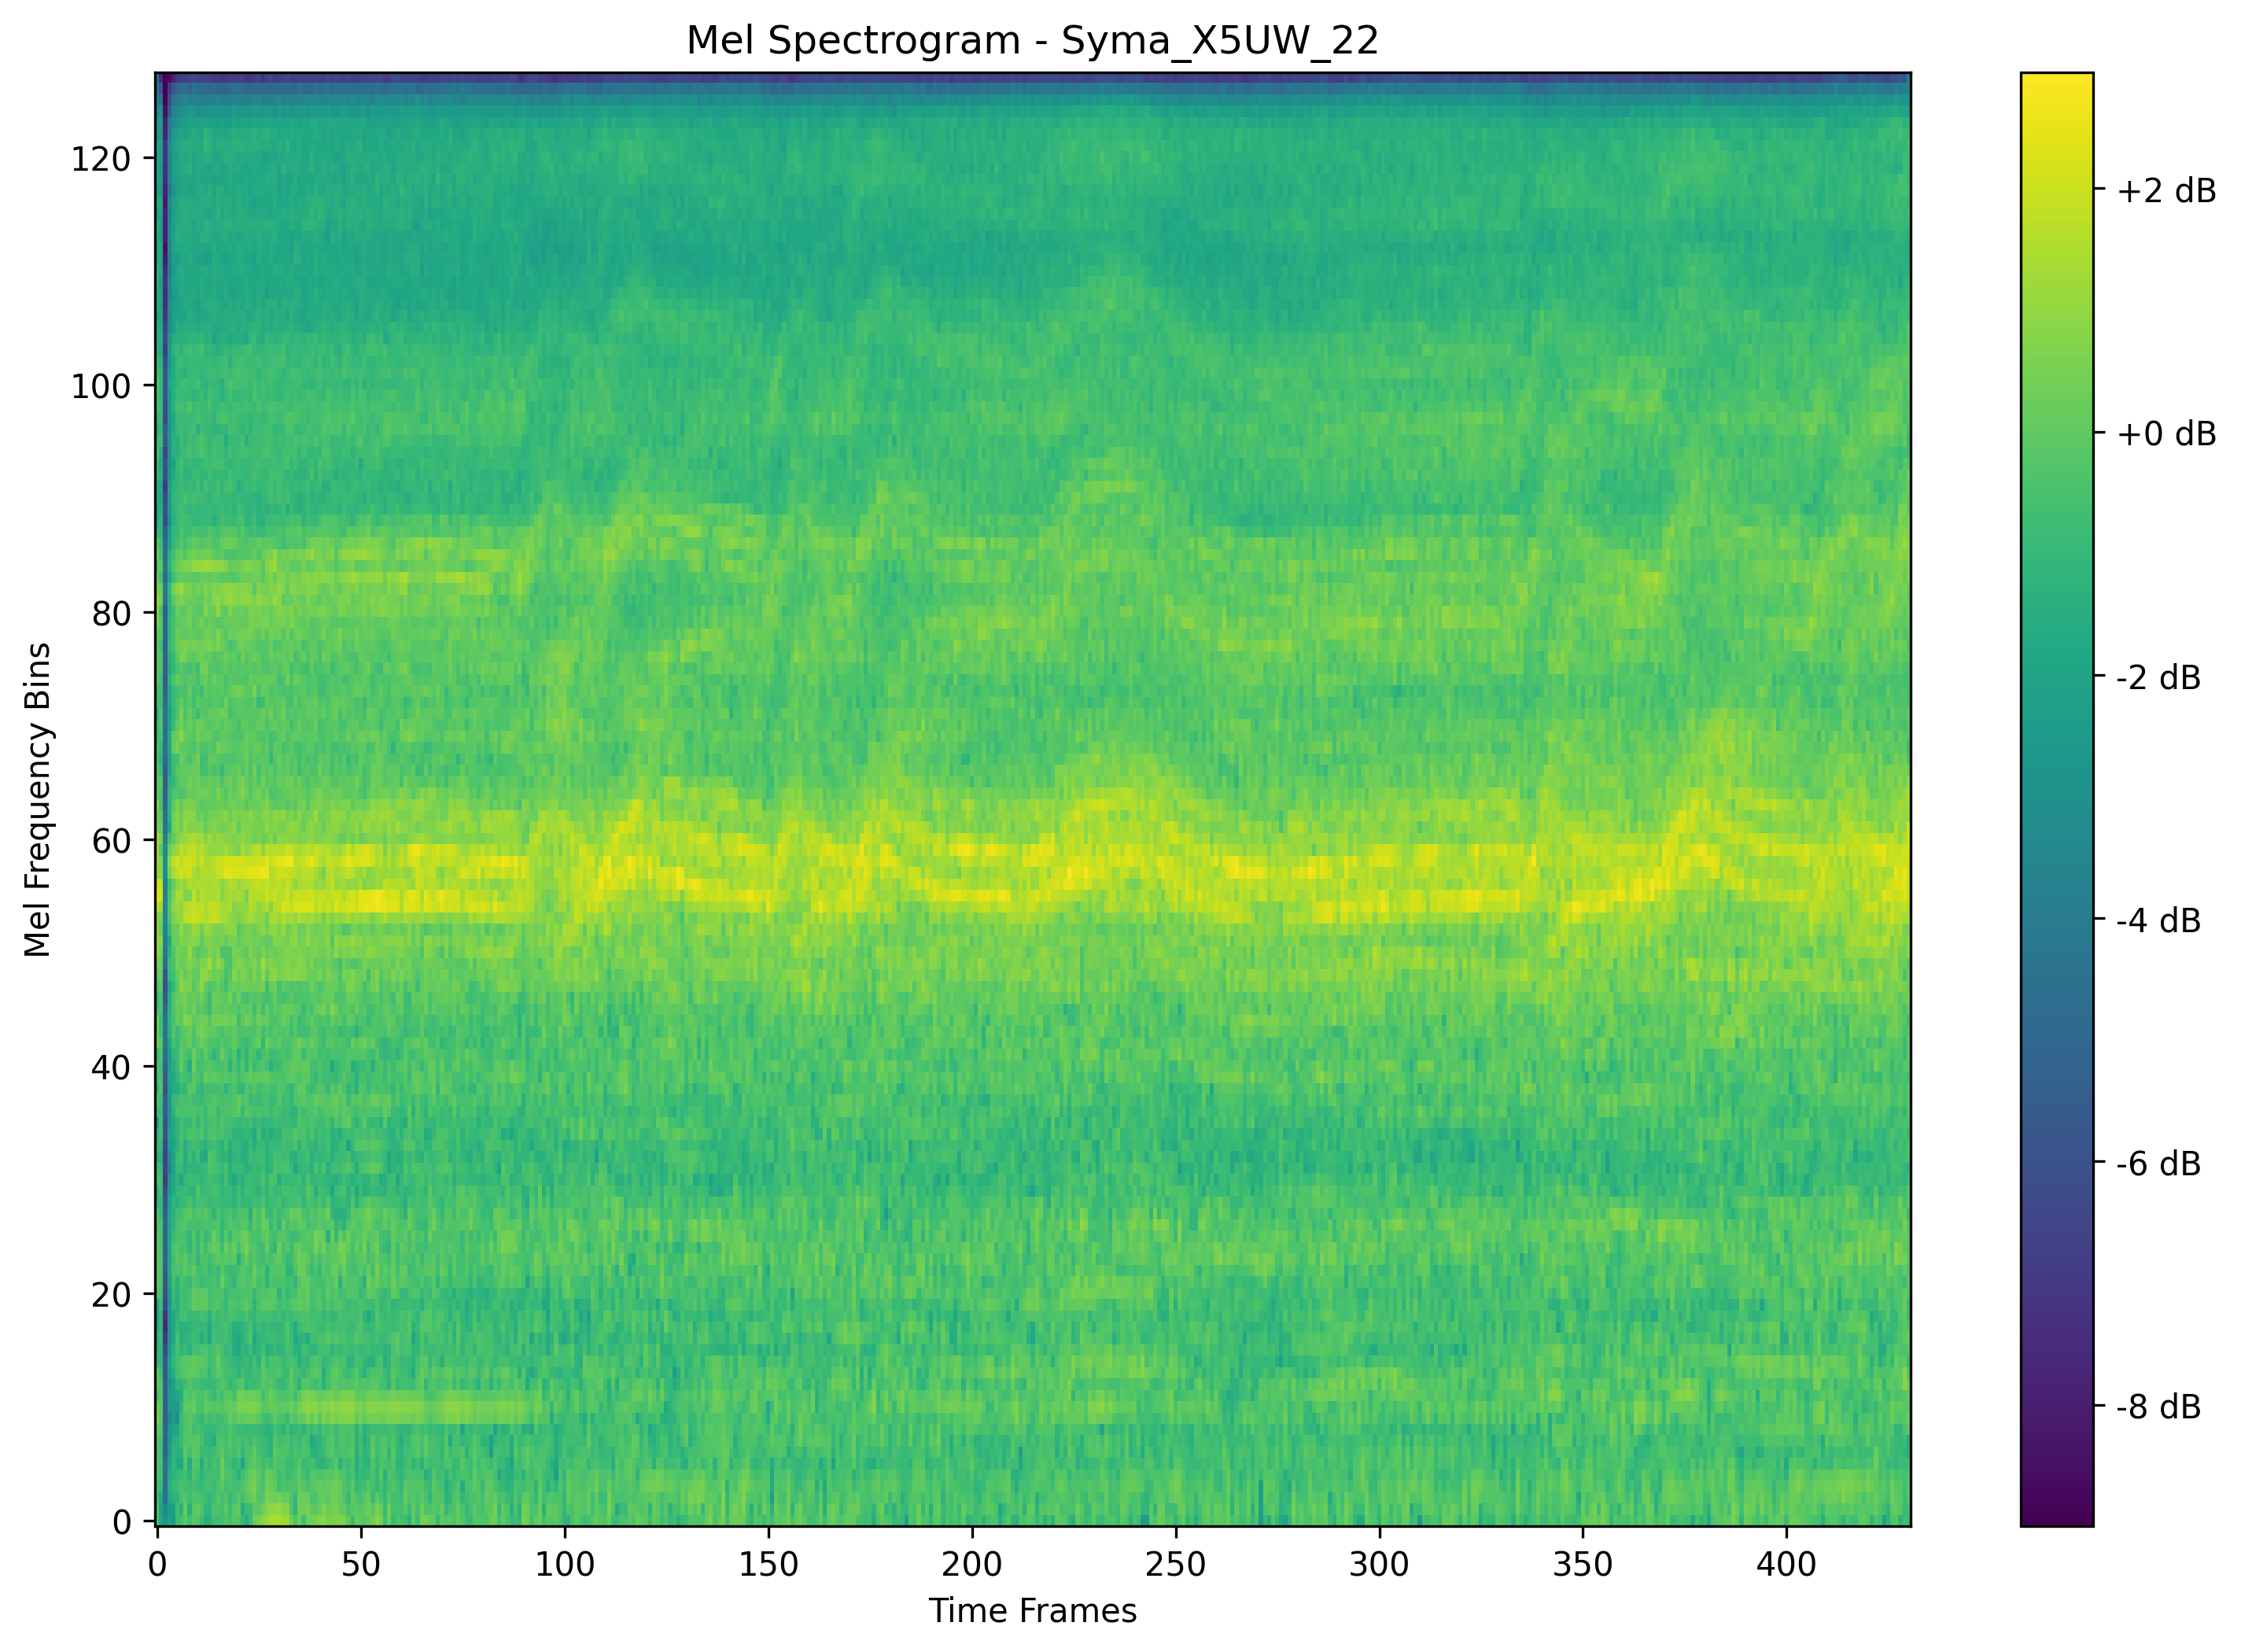 Mel Spectrogram - Syma_X5UW_22
Mel Frequency Bins
120
100
80
60
40
20
0
0 50 100 150 200 250 300 350 400
Time Frames
+2 dB
+0 dB
-2 dB
-4 dB
-6 dB
-8 dB